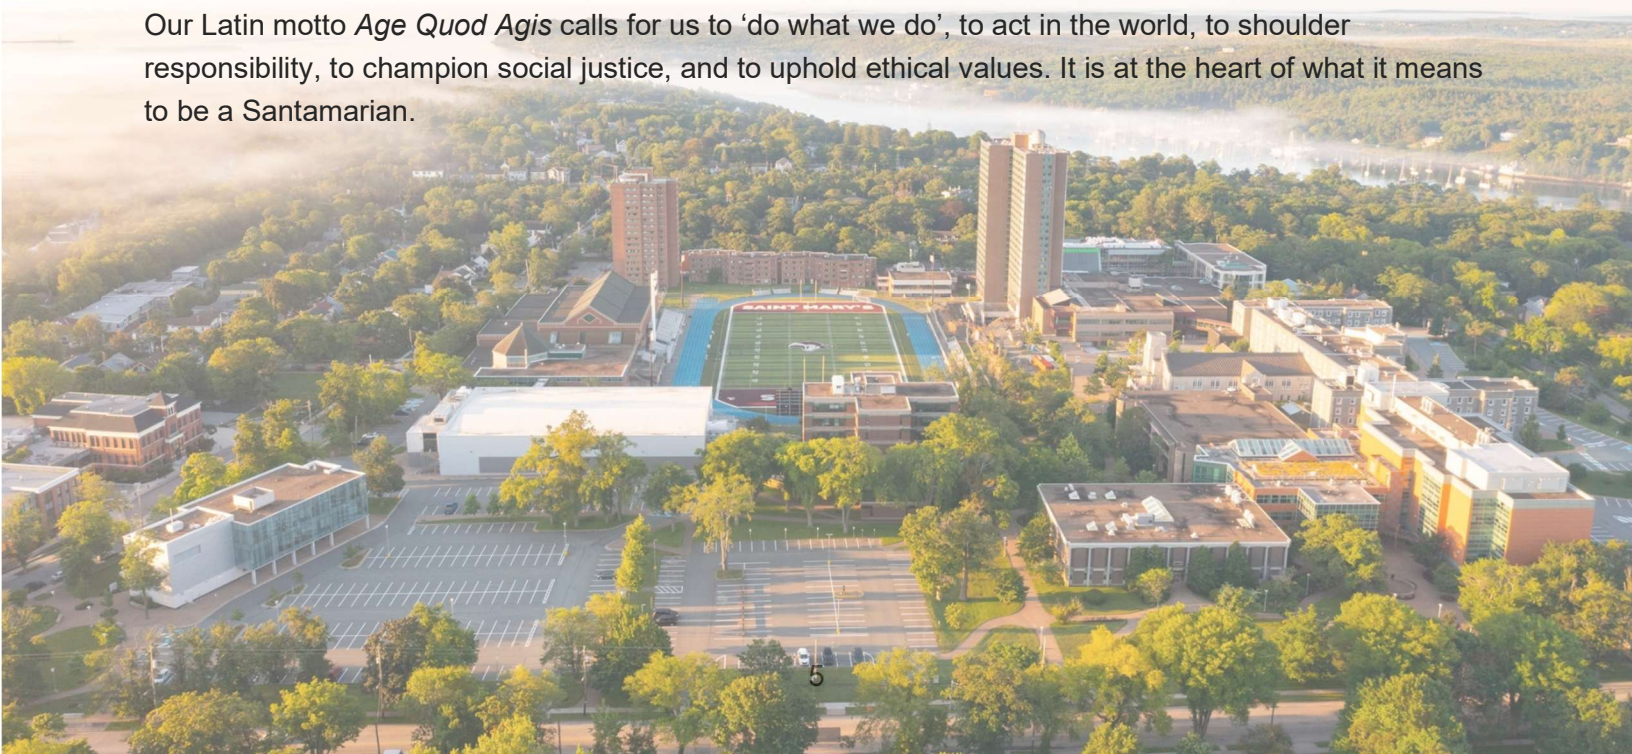 Our Latin motto Age Quod Agis calls for us to ‘do what we do’, to act in the world, to shoulder
responsibility, to champion social justice, and to uphold ethical values. It is at the heart of what it means
to be a Santamarian.
SAINT MARY'S
S
5